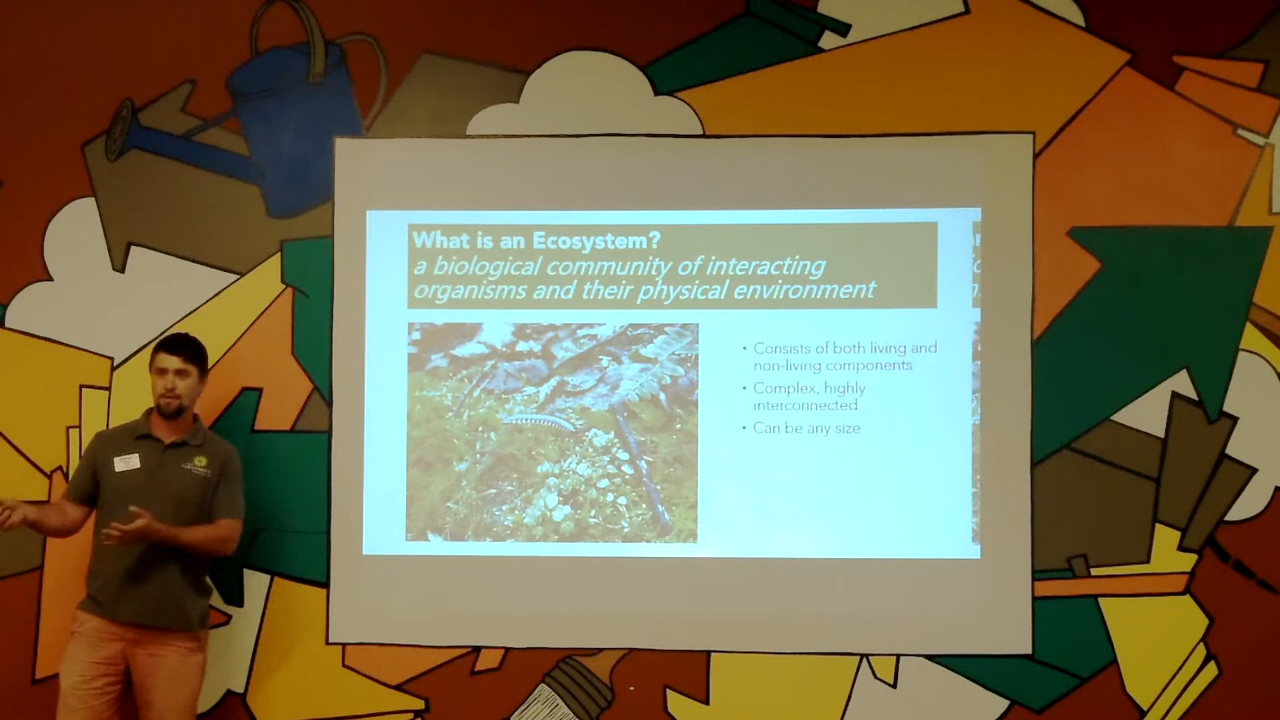 What is an Ecosystem?
a biological community of interacting
organisms and their physical environment
• Consists of both living and
non-living components
• Complex, highly
interconnected
• Can be any size